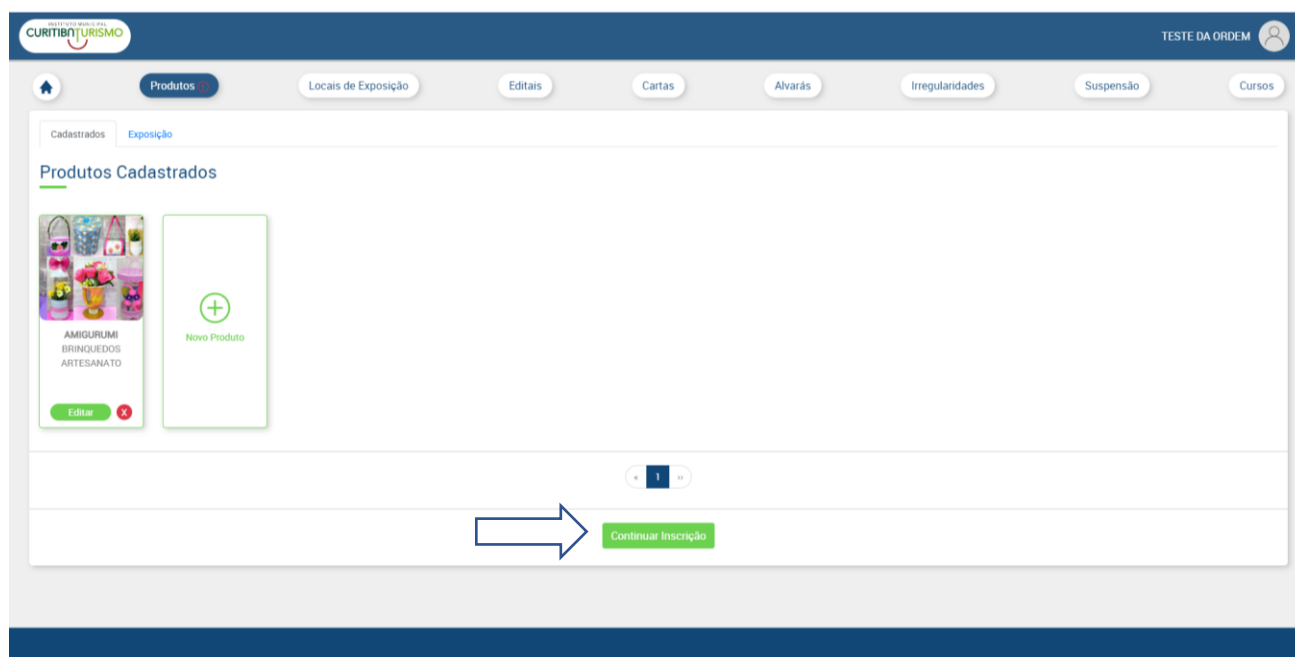 INSTITUTO MUNICIPAL
CURITIBA TURISMO
TESTE DA ORDEM
Produtos
Locais de Exposição
Editais
Cartas
Alvarás
Irregularidades
Suspensão
Cursos
Cadastrados
Exposição
Produtos Cadastrados
AMIGURUMI
BRINQUEDOS
ARTESANATO
Editar
X
Novo Produto
« 1 »
Continuar Inscrição